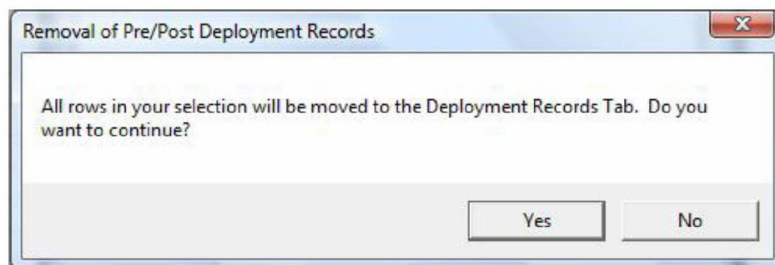 Removal of Pre/Post Deployment Records
All rows in your selection will be moved to the Deployment Records Tab.  Do you
want to continue?
Yes No